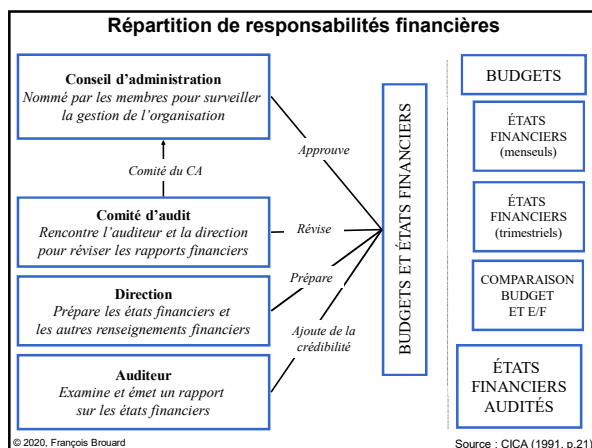 Répartition de responsabilités financières
Conseil d'administration
Nommé par les membres pour surveiller
la gestion de l'organisation
Comité du CA
Comité d'audit
Rencontre l'auditeur et la direction
pour réviser les rapports financiers
Direction
Prépare les états financiers et
les autres renseignements financiers
Auditeur
Examine et émet un rapport
sur les états financiers
Approuve
Révise
Prépare
Ajoute de la
crédibilité
BUDGETS ET ÉTATS FINANCIERS
BUDGETS
ÉTATS
FINANCIERS
(menseuls)
ÉTATS
FINANCIERS
(trimestriels)
COMPARAISON
BUDGET
ET E/F
ÉTATS
FINANCIERS
AUDITÉS
© 2020, François Brouard
Source : CICA (1991, p.21)